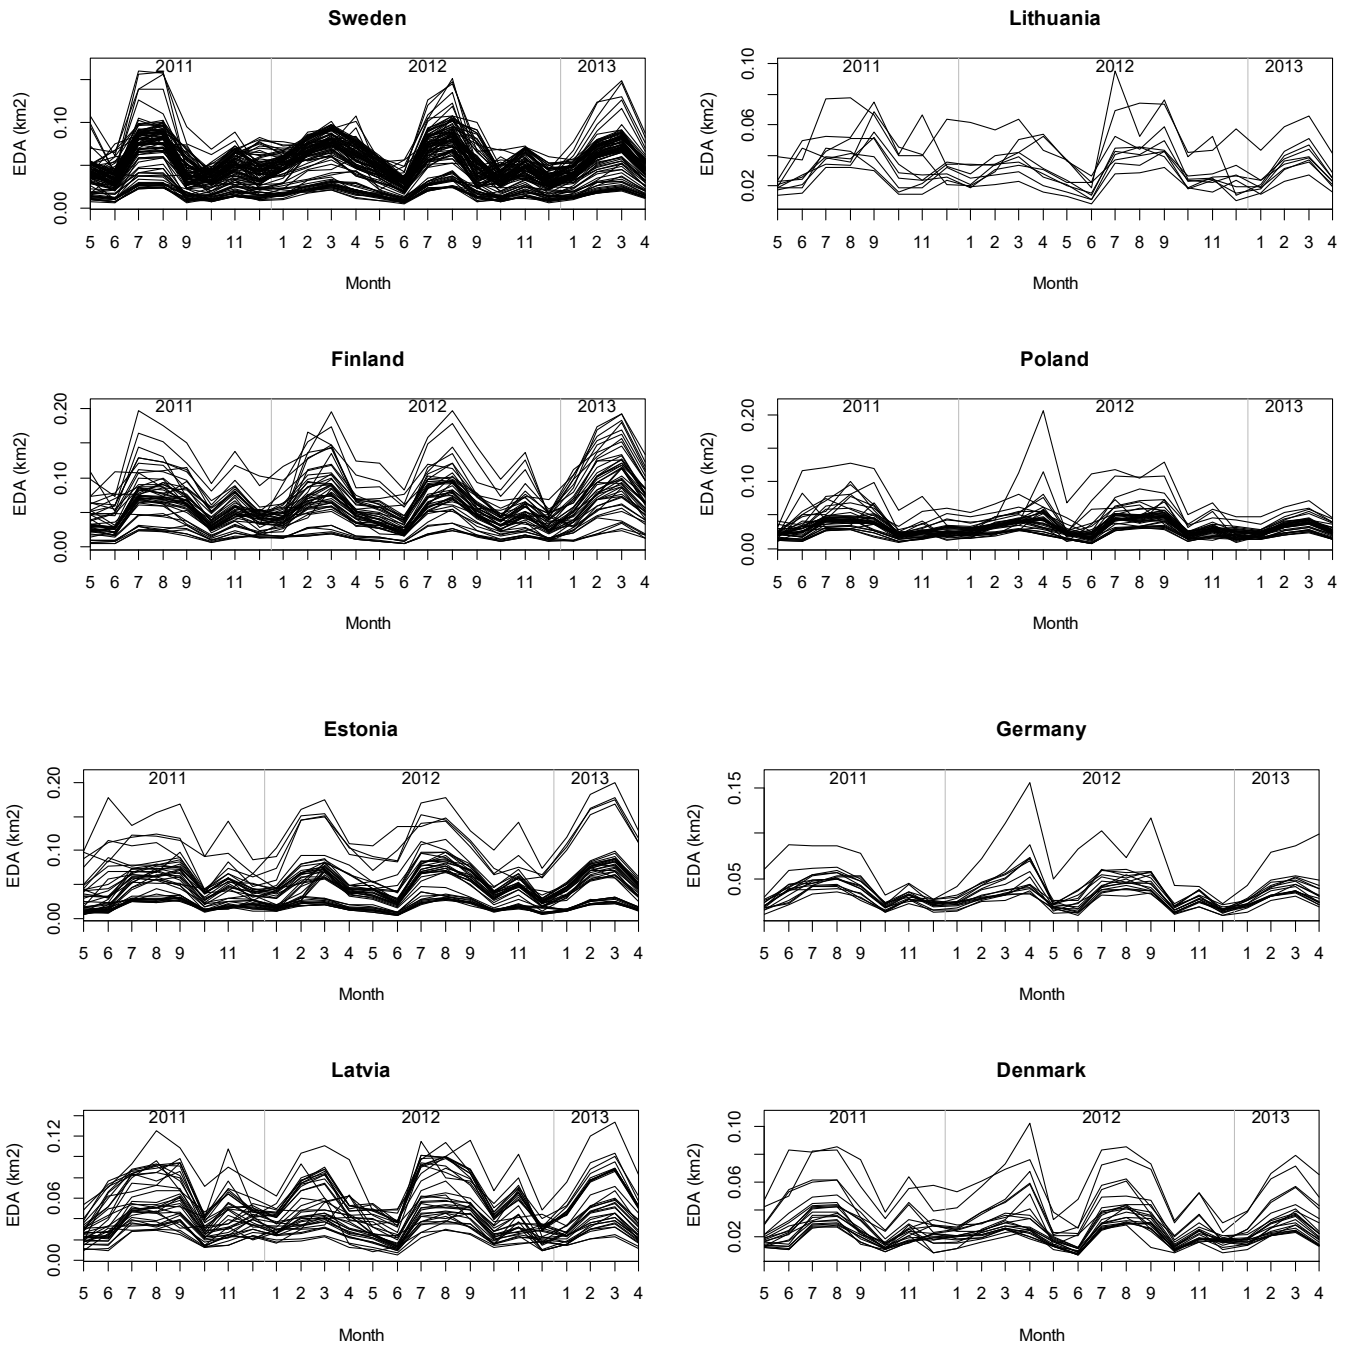 Sweden
Lithuania
2011 2012 2013
2011 2012 2013
EDA (km2)
0.00 0.10
EDA (km2)
0.02 0.06 0.10
5 6 7 8 9 11 1 2 3 4 5 6 7 8 9 11 1 2 3 4
5 6 7 8 9 11 1 2 3 4 5 6 7 8 9 11 1 2 3 4
Month
Month
Finland
Poland
2011 2012 2013
2011 2012 2013
EDA (km2)
0.00 0.10 0.20
EDA (km2)
0.00 0.10 0.20
5 6 7 8 9 11 1 2 3 4 5 6 7 8 9 11 1 2 3 4
5 6 7 8 9 11 1 2 3 4 5 6 7 8 9 11 1 2 3 4
Month
Month
Estonia
Germany
2011 2012 2013
2011 2012 2013
EDA (km2)
0.00 0.10 0.20
EDA (km2)
0.05 0.15
5 6 7 8 9 11 1 2 3 4 5 6 7 8 9 11 1 2 3 4
5 6 7 8 9 11 1 2 3 4 5 6 7 8 9 11 1 2 3 4
Month
Month
Latvia
Denmark
2011 2012 2013
2011 2012 2013
EDA (km2)
0.00 0.06 0.12
EDA (km2)
0.02 0.06 0.10
5 6 7 8 9 11 1 2 3 4 5 6 7 8 9 11 1 2 3 4
5 6 7 8 9 11 1 2 3 4 5 6 7 8 9 11 1 2 3 4
Month
Month